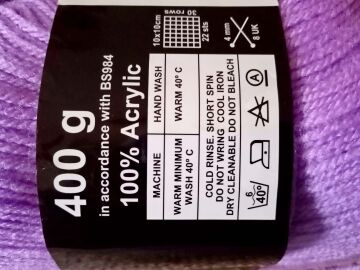 400 g
in accordance with BS984
100% Acrylic
10x10cm
30 rows
22 sts
4 mm
8 UK
MACHINE
HAND WASH
WARM MINIMUM
WASH 40° C
WARM 40° C
COLD RINSE. SHORT SPIN
DO NOT WRING COOL IRON
DRY CLEANABLE DO NOT BLEACH
6
40°
A